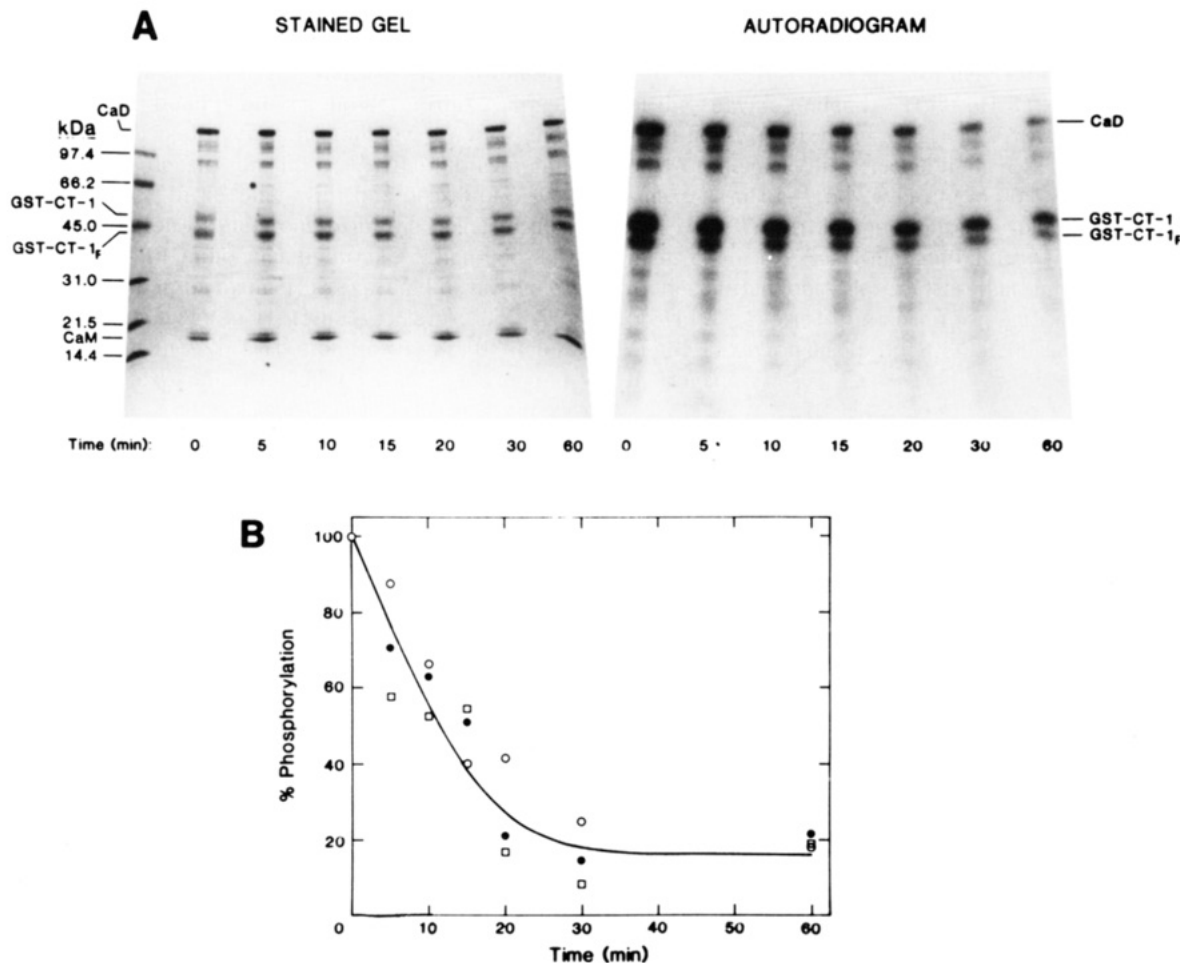 A
STAINED GEL
AUTORADIOGRAM
CaD
kDa
97.4
66.2
GST-CT-1
45.0
GST-CT-1F
31.0
21.5
CaM
14.4
CaD
GST-CT-1
GST-CT-1F
Time (min): 0 5 10 15 20 30 60
0 5 10 15 20 30 60
B
% Phosphorylation
100
80
60
40
20
0 10 20 30 40 50 60
Time (min)